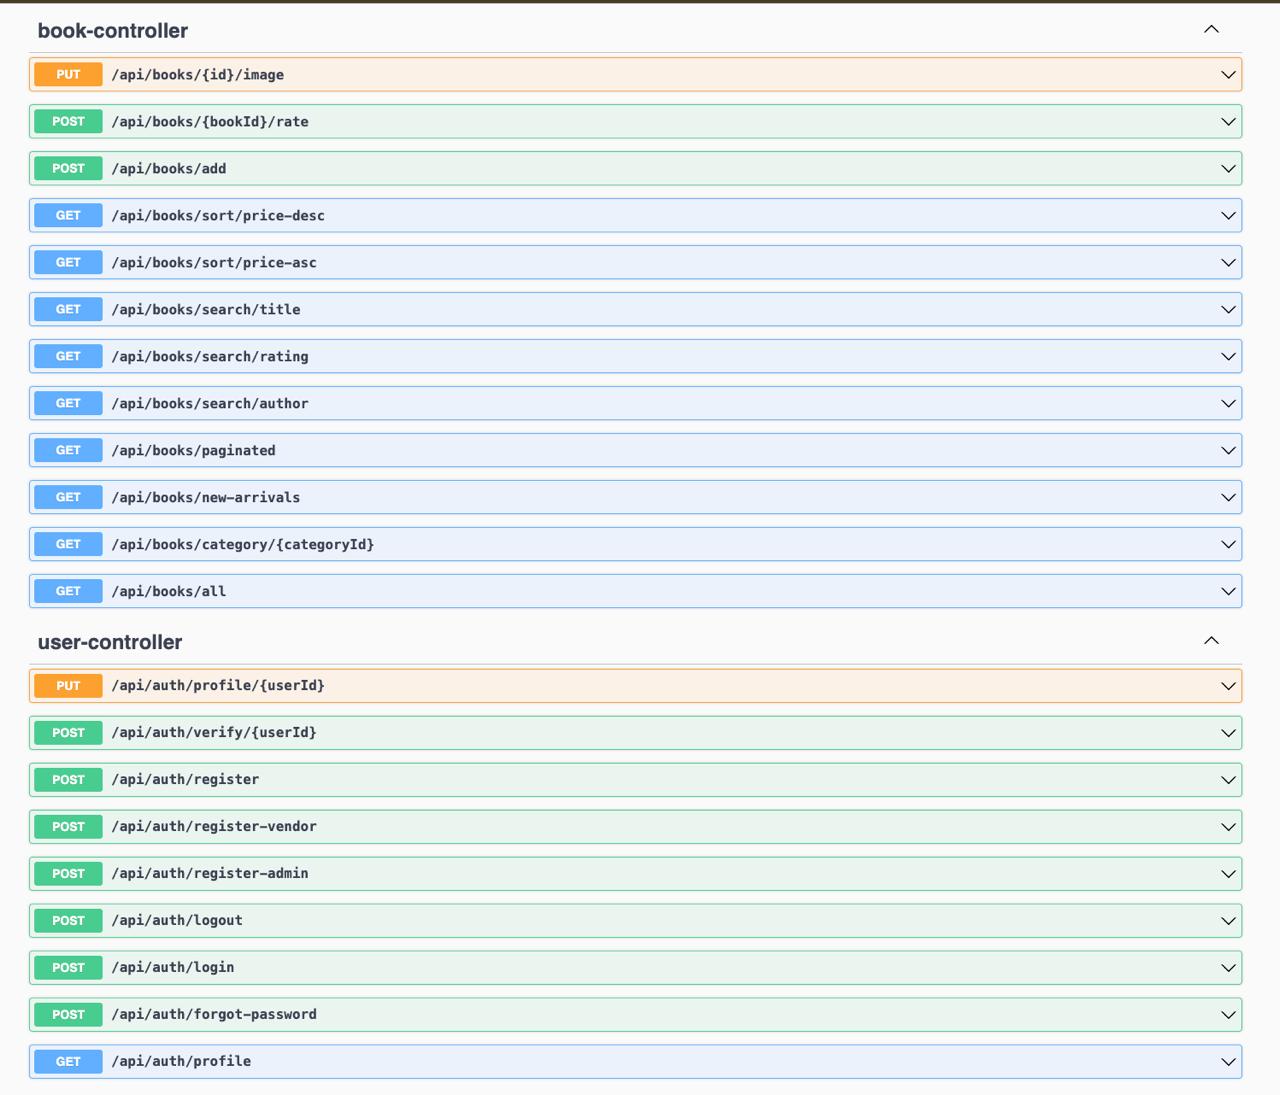 book-controller
PUT /api/books/{id}/image
POST /api/books/{bookId}/rate
POST /api/books/add
GET /api/books/sort/price-desc
GET /api/books/sort/price-asc
GET /api/books/search/title
GET /api/books/search/rating
GET /api/books/search/author
GET /api/books/paginated
GET /api/books/new-arrivals
GET /api/books/category/{categoryId}
GET /api/books/all
user-controller
PUT /api/auth/profile/{userId}
POST /api/auth/verify/{userId}
POST /api/auth/register
POST /api/auth/register-vendor
POST /api/auth/register-admin
POST /api/auth/logout
POST /api/auth/login
POST /api/auth/forgot-password
GET /api/auth/profile